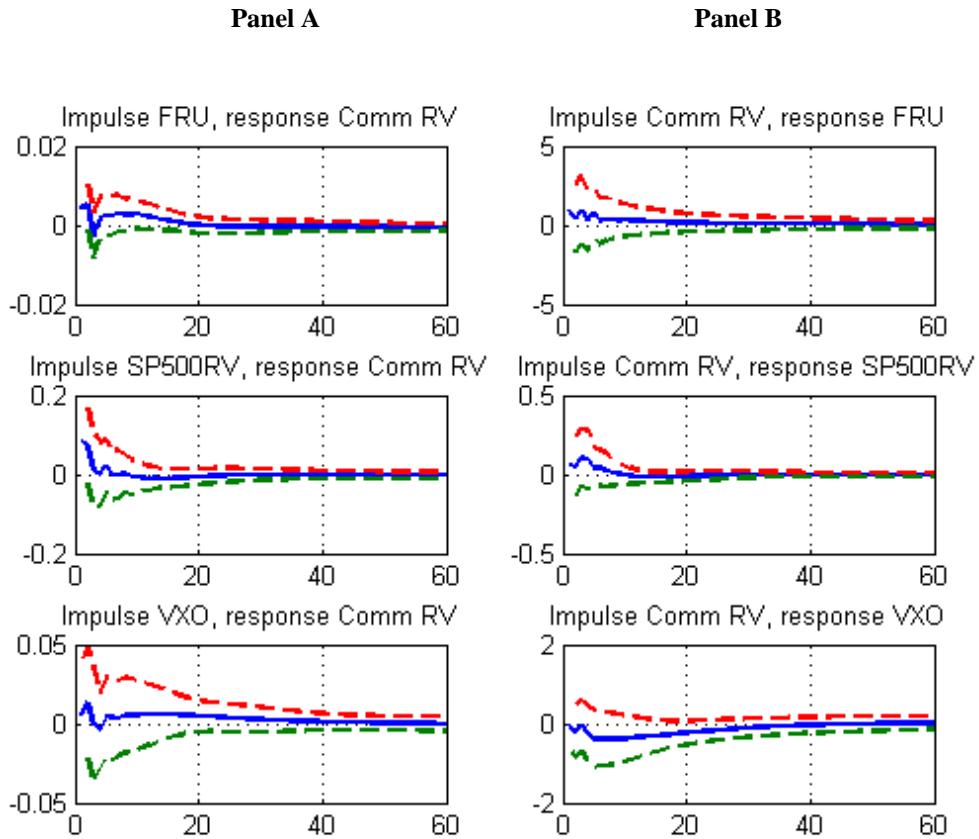 Panel A Panel B
Impulse FRU, response Comm RV Impulse Comm RV, response FRU
0.02 5
0 0
-0.02 -5
0 20 40 60 0 20 40 60
Impulse SP500RV, response Comm RV Impulse Comm RV, response SP500RV
0.2 0.5
0 0
-0.2 -0.5
0 20 40 60 0 20 40 60
Impulse VXO, response Comm RV Impulse Comm RV, response VXO
0.05 2
0 0
-0.05 -2
0 20 40 60 0 20 40 60